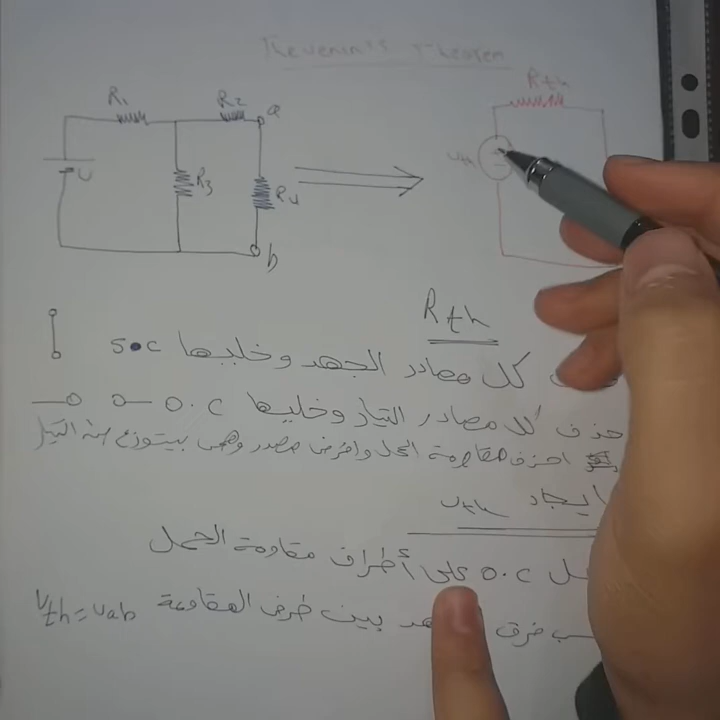 Thevenin's Theorem
R1
R2
a
Rth
U
R3
R4
b
Vth
Rth
كل مصادر الجهد وخليها s.c
حذف كل مصادر التيار وخليها o.c
احذف مقاومة الحمل وافرض مصدر وهمي بيتوزع منه التيار
ايجاد Vth
o.c على أطراف مقاومة الحمل
فرق بين طرفي المقاومة Vth=Vab